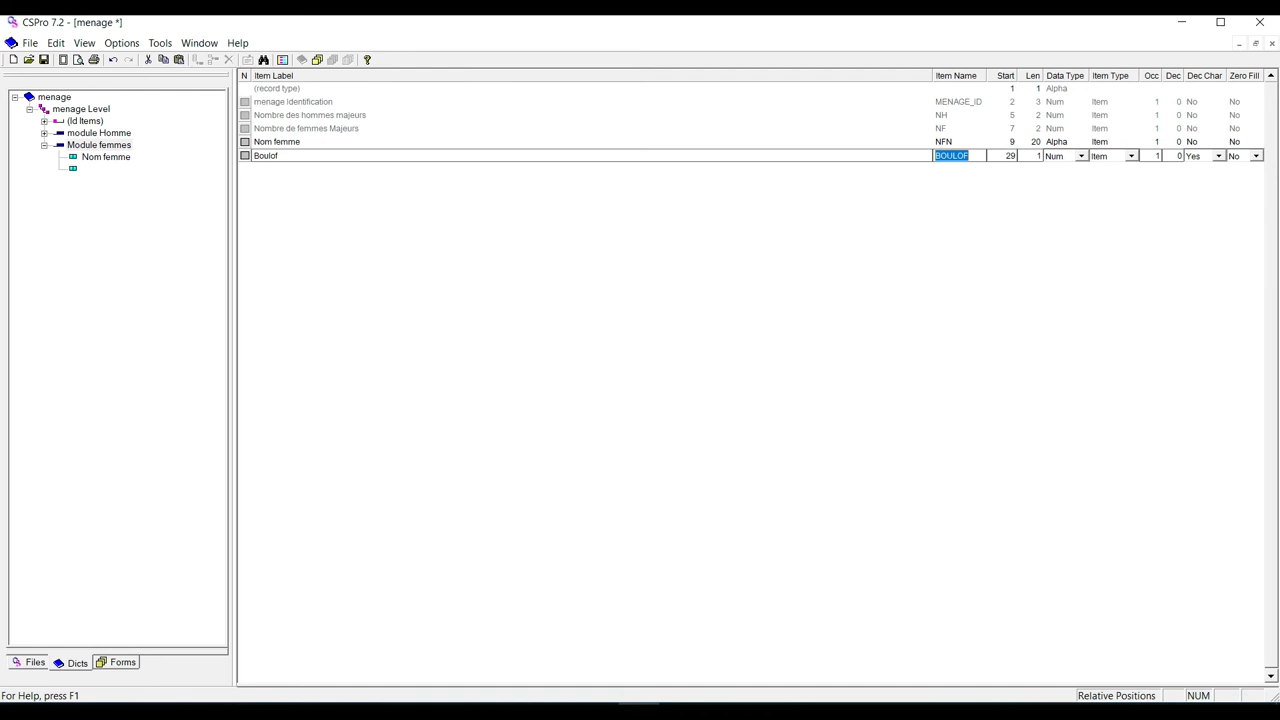 CSPro 7.2 - [menage *]
File Edit View Options Tools Window Help
menage
menage Level
(Id Items)
module Homme
Module femmes
Nom femme
Files Dicts Forms
N Item Label Item Name Start Len Data Type Item Type Occ Dec Dec Char Zero Fill
(record type) 1 1 Alpha
menage Identification MENAGE_ID 2 3 Num Item 1 0 No No
Nombre des hommes majeurs NH 5 2 Num Item 1 0 No No
Nombre de femmes Majeurs NF 7 2 Num Item 1 0 No No
Nom femme NFN 9 20 Alpha Item 1 0 No No
Boulof BOULOF 29 1 Num Item 1 0 Yes No
For Help, press F1 Relative Positions NUM